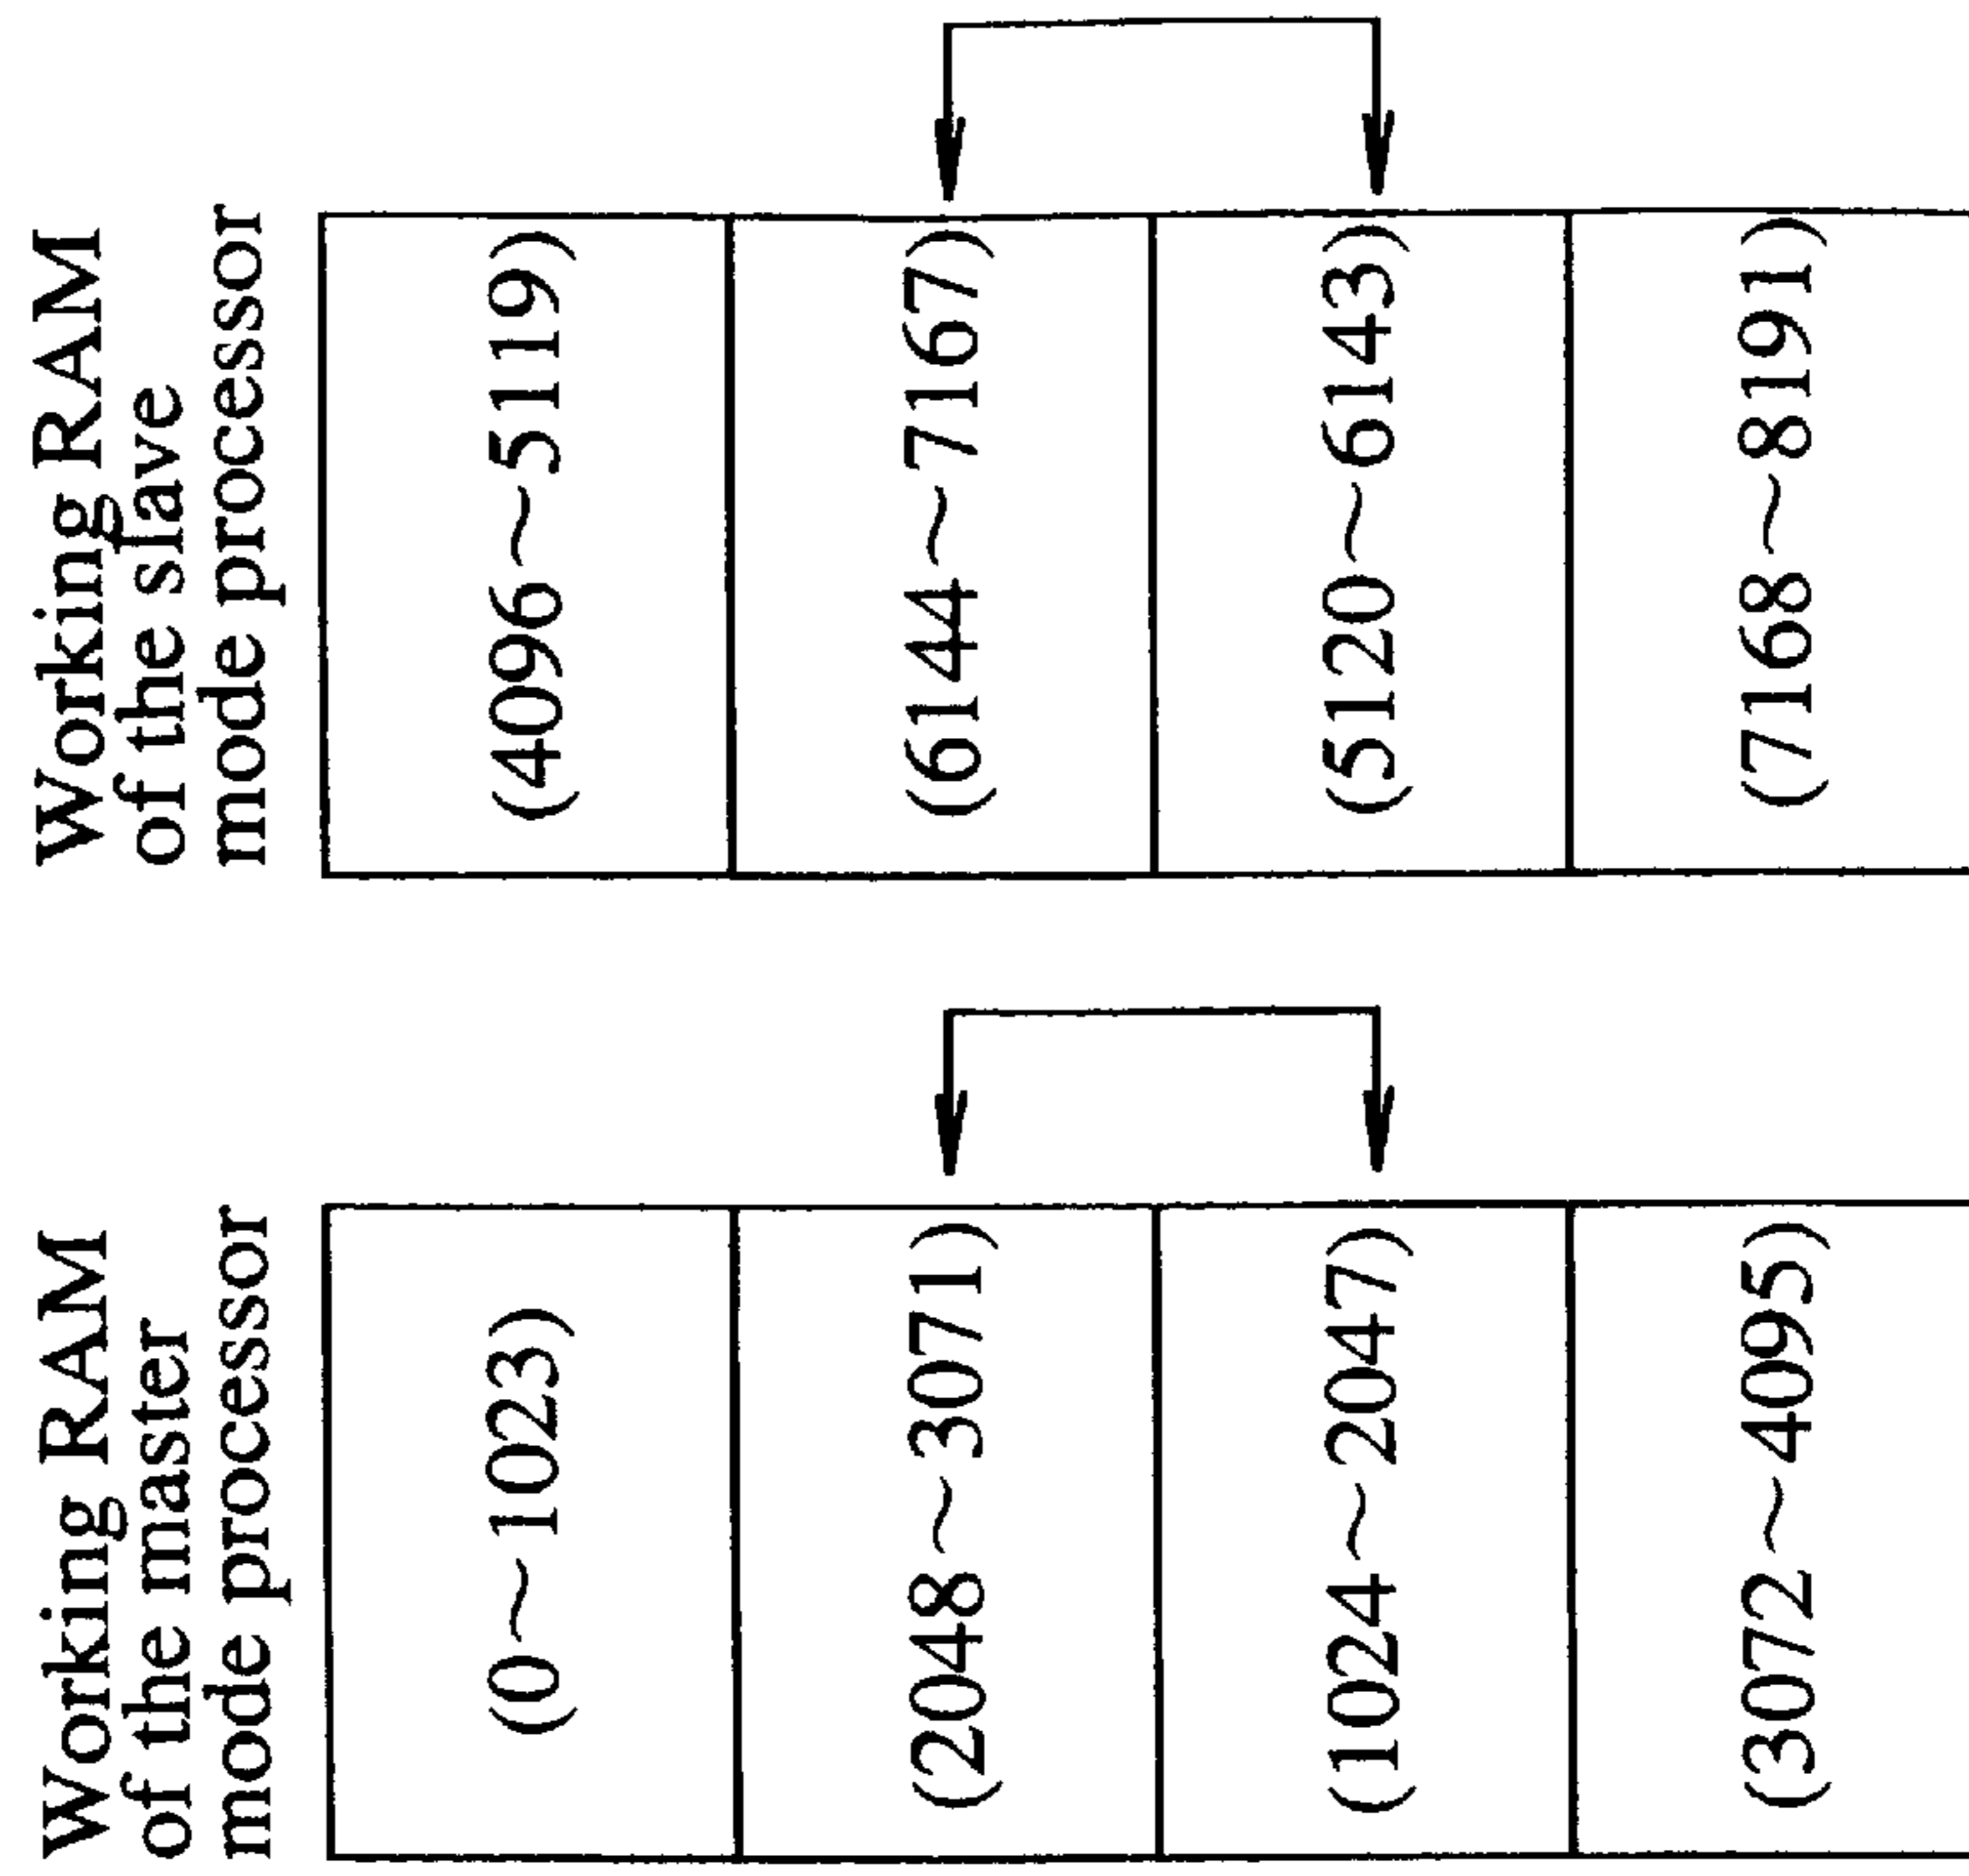 Working RAM
of the master
mode processor
(0~1023)
(2048~3071)
(1024~2047)
(3072~4095)
Working RAM
of the slave
mode processor
(4096~5119)
(6144~7167)
(5120~6143)
(7168~8191)